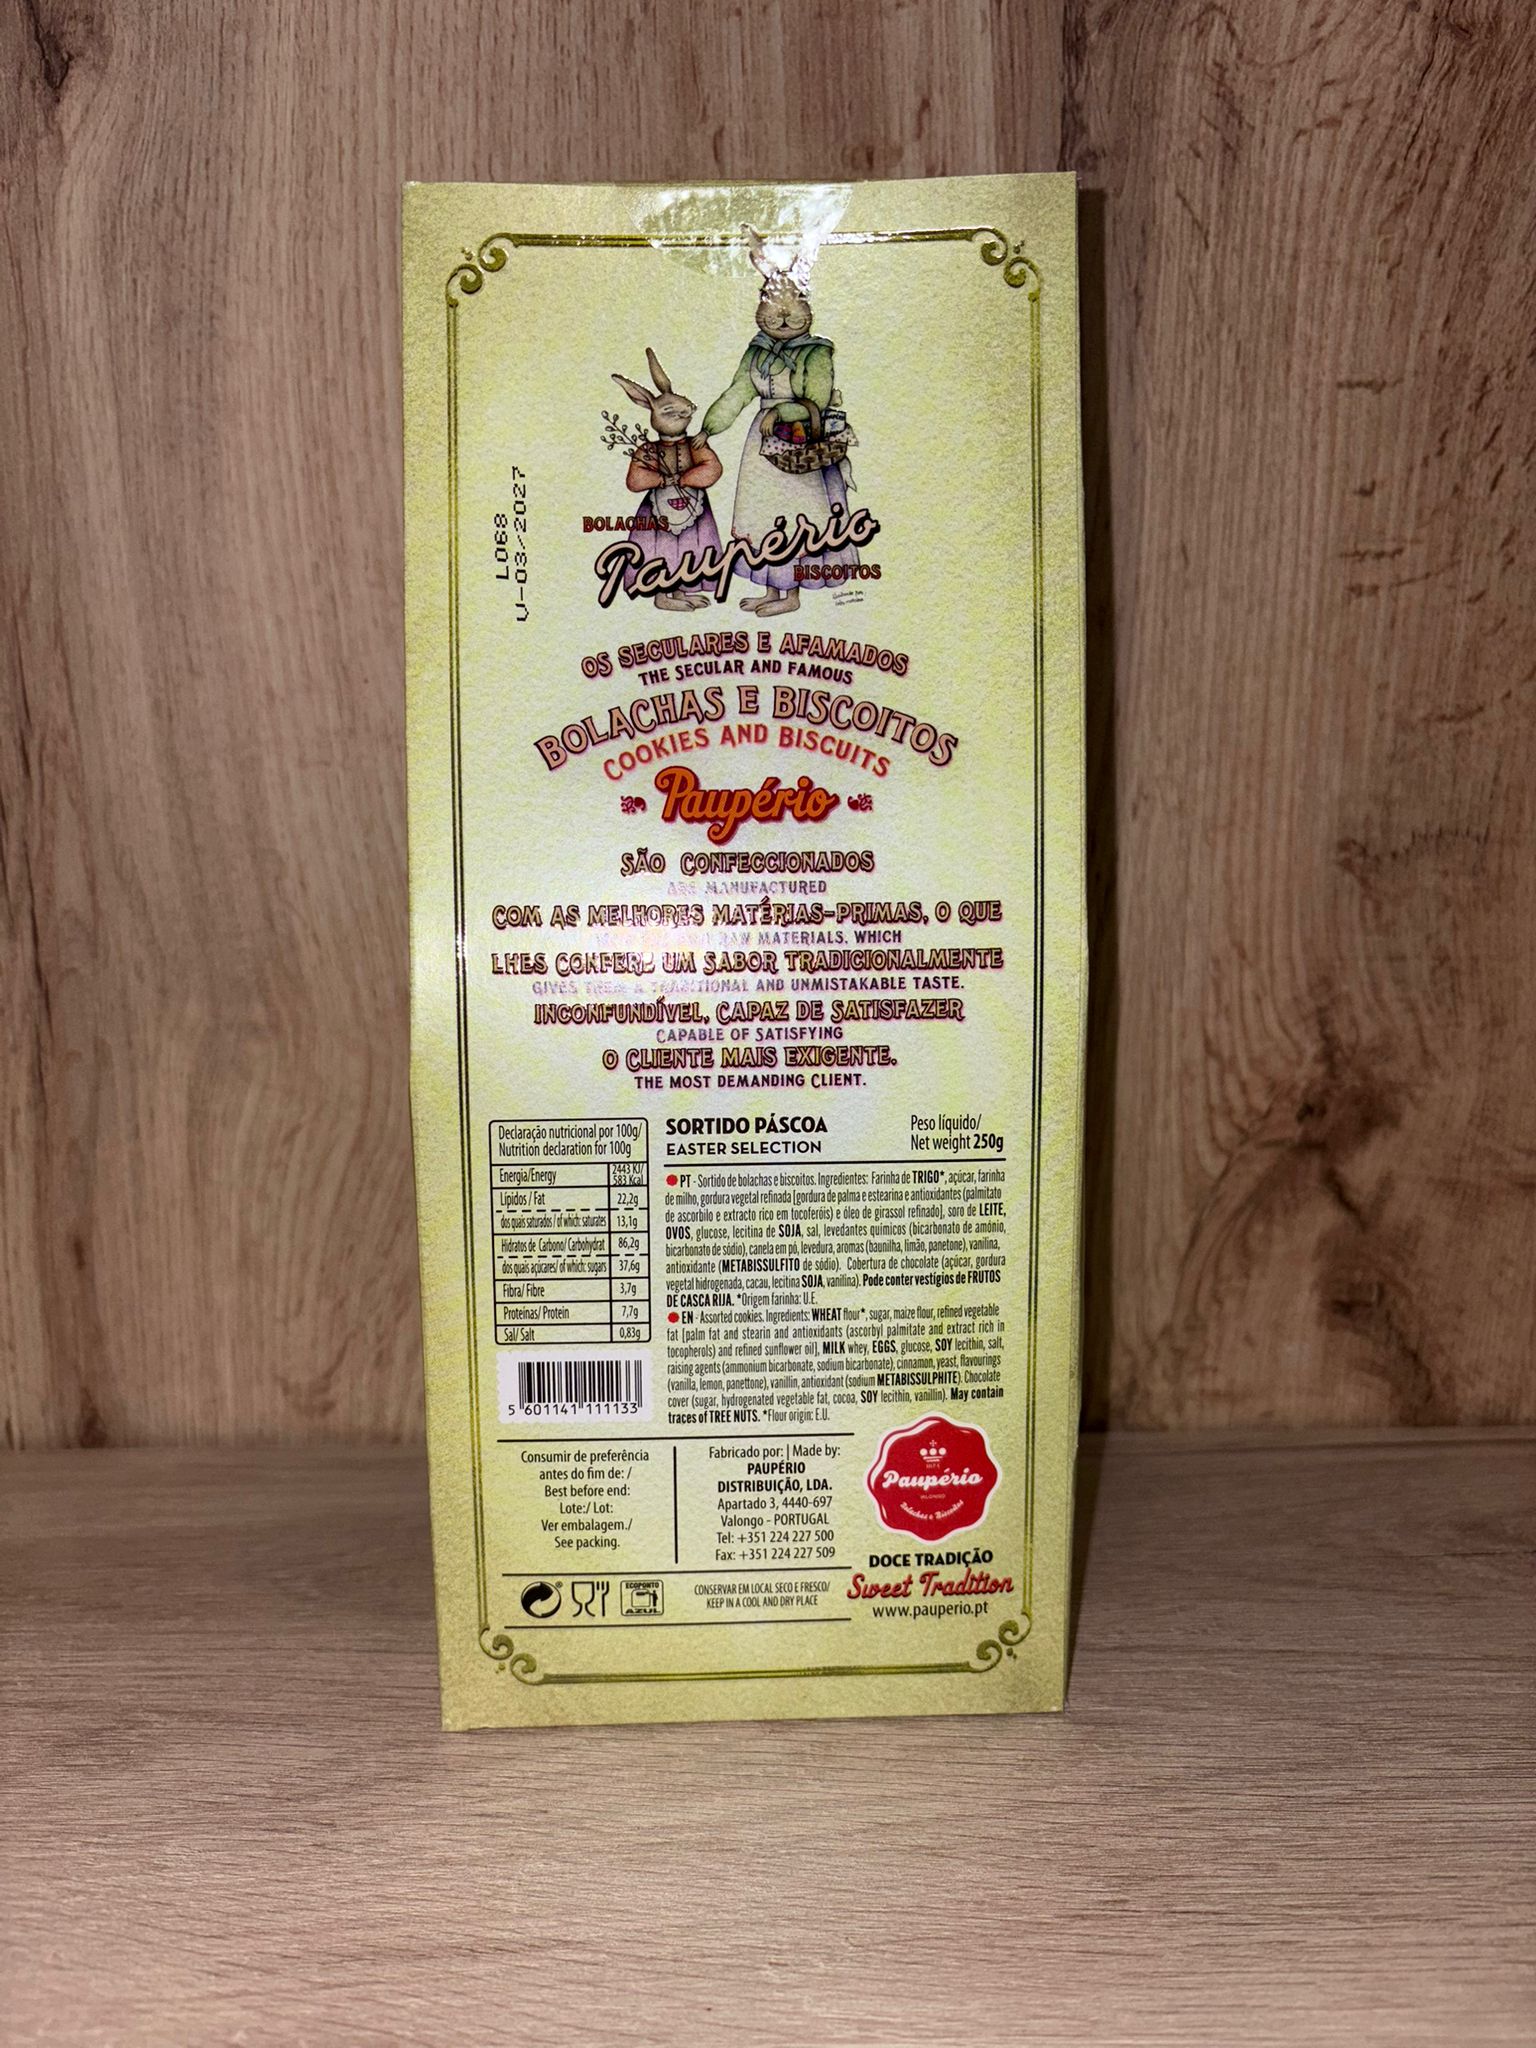 L068
U-03/2027
BOLACHAS
Paupério
BISCOITOS
OS SECULARES E AFAMADOS
THE SECULAR AND FAMOUS
BOLACHAS E BISCOITOS
COOKIES AND BISCUITS
Paupério
SÃO CONFECCIONADOS
ARE MANUFACTURED
COM AS MELHORES MATÉRIAS-PRIMAS, O QUE
RAW MATERIALS. WHICH
LHES CONFERE UM SABOR TRADICIONALMENTE
GIVES THEM A TRADITIONAL AND UNMISTAKABLE TASTE.
INCONFUNDÍVEL, CAPAZ DE SATISFAZER
CAPABLE OF SATISFYING
O CLIENTE MAIS EXIGENTE.
THE MOST DEMANDING CLIENT.
Declaração nutricional por 100g/
Nutrition declaration for 100g
Energia/Energy 2443 KJ/
583 Kcal
Lípidos / Fat 22,2g
dos quais saturados / of which: saturates 13,1g
Hidratos de Carbono/ Carbohydrat 86,2g
dos quais açúcares/ of which: sugars 37,6g
Fibra/ Fibre 3,7g
Proteínas/ Protein 7,7g
Sal/ Salt 0,83g
5 601141 111133
SORTIDO PÁSCOA
EASTER SELECTION
Peso líquido/
Net weight 250g
PT - Sortido de bolachas e biscoitos. Ingredientes: Farinha de TRIGO*, açúcar, farinha
de milho, gordura vegetal refinada [gordura de palma e estearina e antioxidantes (palmitato
de ascorbilo e extracto rico em tocoferóis) e óleo de girassol refinado], soro de LEITE,
OVOS, glucose, lecitina de SOJA, sal, levedantes químicos (bicarbonato de amónio,
bicarbonato de sódio), canela em pó, levedura, aromas (baunilha, limão, panetone), vanilina,
antioxidante (METABISSULFITO de sódio). Cobertura de chocolate (açúcar, gordura
vegetal hidrogenada, cacau, lecitina SOJA, vanilina). Pode conter vestígios de FRUTOS
DE CASCA RIJA. *Origem farinha: U.E.
EN - Assorted cookies. Ingredients: WHEAT flour*, sugar, maize flour, refined vegetable
fat [palm fat and stearin and antioxidants (ascorbyl palmitate and extract rich in
tocopherols) and refined sunflower oil], MILK whey, EGGS, glucose, SOY lecithin, salt,
raising agents (ammonium bicarbonate, sodium bicarbonate), cinnamon, yeast, flavourings
(vanilla, lemon, panettone), vanillin, antioxidant (sodium METABISSULPHITE). Chocolate
cover (sugar, hydrogenated vegetable fat, cocoa, SOY lecithin, vanillin). May contain
traces of TREE NUTS. *Flour origin: E.U.
Consumir de preferência
antes do fim de: /
Best before end:
Lote:/ Lot:
Ver embalagem./
See packing.
Fabricado por: | Made by:
PAUPÉRIO
DISTRIBUIÇÃO, LDA.
Apartado 3, 4440-697
Valongo - PORTUGAL
Tel: +351 224 227 500
Fax: +351 224 227 509
Paupério
VALONGO
Bolachas e Biscoitos
DOCE TRADIÇÃO
Sweet Tradition
www.pauperio.pt
ECOPONTO
AZUL
CONSERVAR EM LOCAL SECO E FRESCO/
KEEP IN A COOL AND DRY PLACE